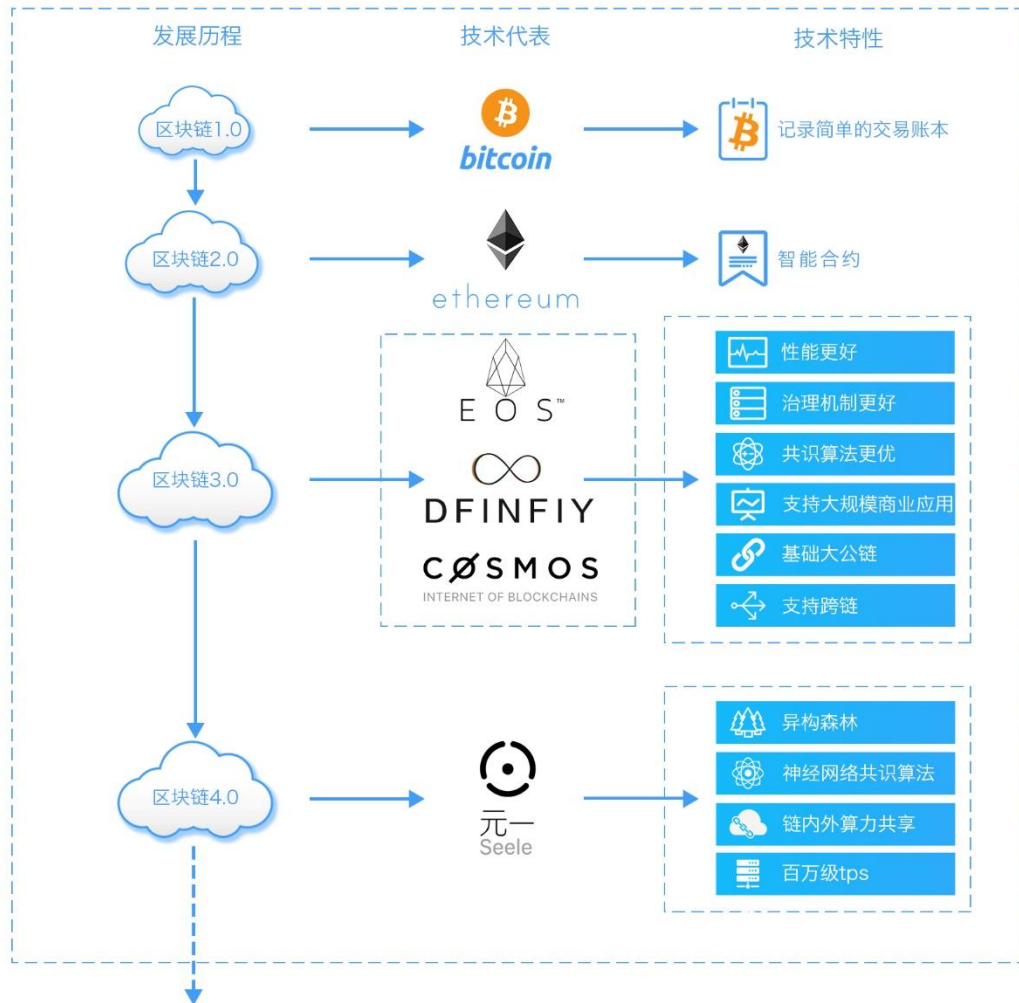 发展历程
技术代表
技术特性
区块链1.0
bitcoin
记录简单的交易账本
区块链2.0
ethereum
智能合约
区块链3.0
EOS™
DFINFIY
CØSMOS
INTERNET OF BLOCKCHAINS
性能更好
治理机制更好
共识算法更优
支持大规模商业应用
基础大公链
支持跨链
区块链4.0
元一
Seele
异构森林
神经网络共识算法
链内外算力共享
百万级tps